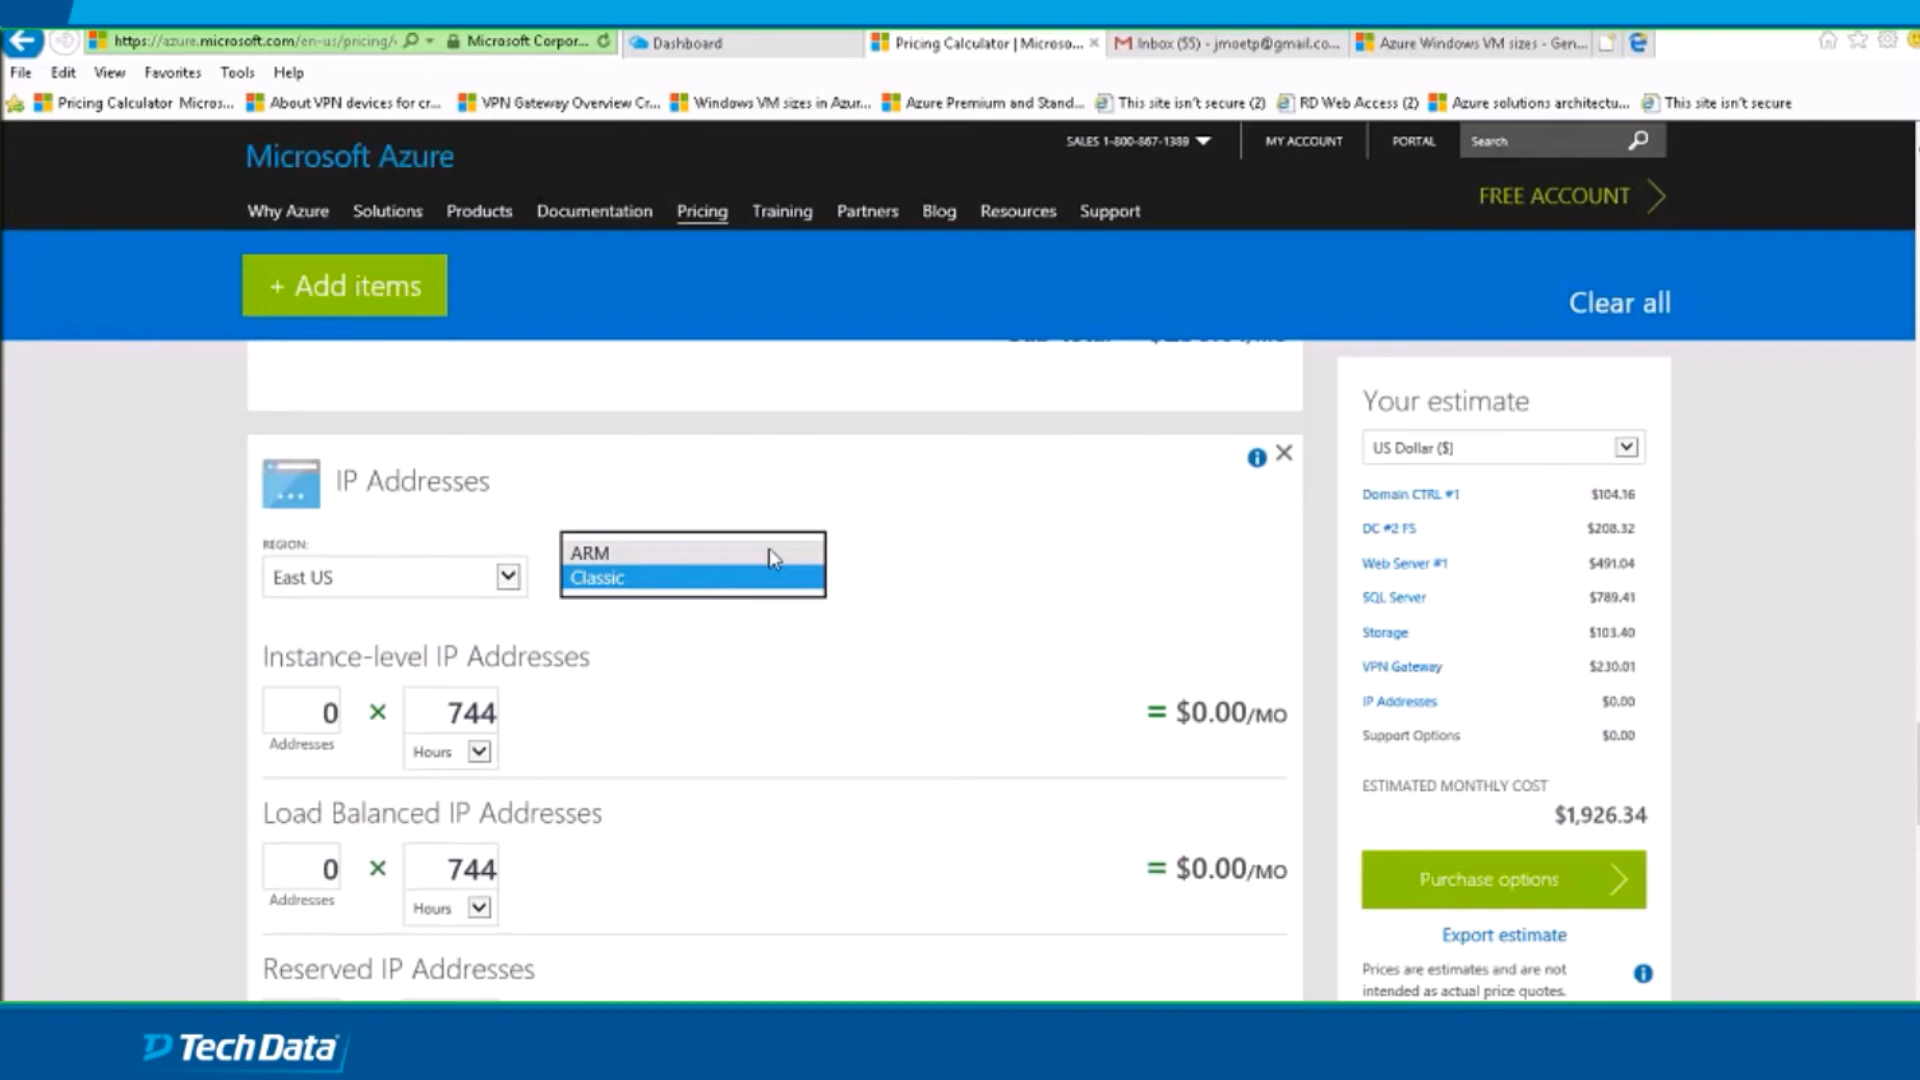 https://azure.microsoft.com/en-us/pricing/
Microsoft Corpor...
Dashboard
Pricing Calculator | Microso...
Inbox (55) - jmoetp@gmail.co...
Azure Windows VM sizes - Gen...
File Edit View Favorites Tools Help
Pricing Calculator Micros...
About VPN devices for cr...
VPN Gateway Overview Cr...
Windows VM sizes in Azur...
Azure Premium and Stand...
This site isn't secure (2)
RD Web Access (2)
Azure solutions architectu...
This site isn't secure
SALES 1-800-867-1389
MY ACCOUNT
PORTAL
Search
Microsoft Azure
FREE ACCOUNT
Why Azure Solutions Products Documentation Pricing Training Partners Blog Resources Support
+ Add items
Clear all
IP Addresses
REGION:
East US
ARM
Classic
Instance-level IP Addresses
0 × 744 = $0.00/MO
Addresses
Hours
Load Balanced IP Addresses
0 × 744 = $0.00/MO
Addresses
Hours
Reserved IP Addresses
Your estimate
US Dollar ($)
Domain CTRL #1 $104.16
DC #2 FS $208.32
Web Server #1 $491.04
SQL Server $789.41
Storage $103.40
VPN Gateway $230.01
IP Addresses $0.00
Support Options $0.00
ESTIMATED MONTHLY COST
$1,926.34
Purchase options
Export estimate
Prices are estimates and are not
intended as actual price quotes.
TechData